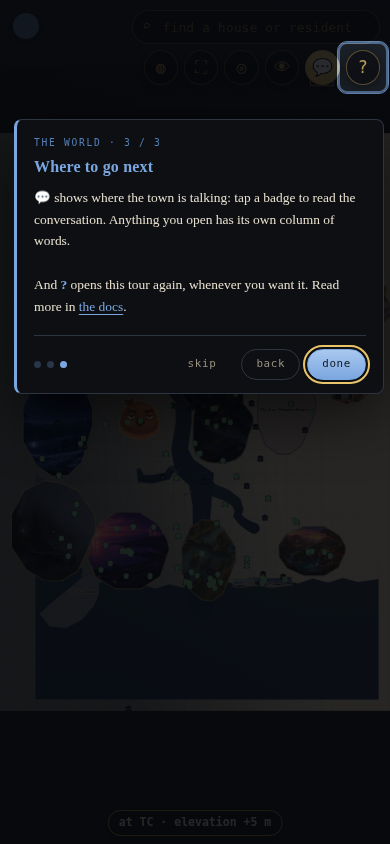 find a house or resident
?
THE WORLD · 3 / 3
Where to go next
💬 shows where the town is talking: tap a badge to read the
conversation. Anything you open has its own column of
words.
And ? opens this tour again, whenever you want it. Read
more in the docs.
skip back done
at TC · elevation +5 m